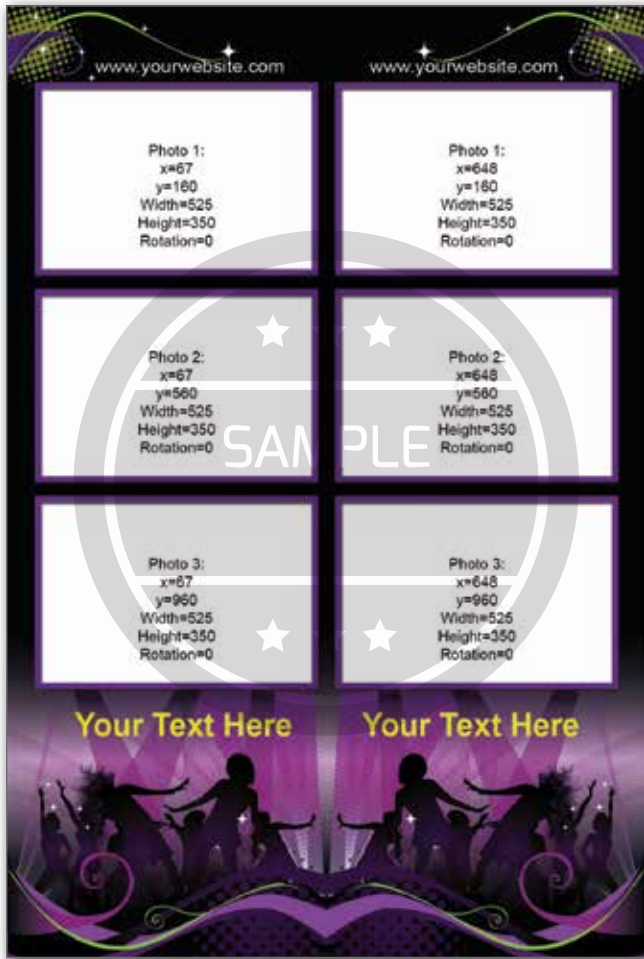 www.yourwebsite.com
www.yourwebsite.com
Photo 1:
x=67
y=160
Width=525
Height=350
Rotation=0
Photo 1:
x=648
y=160
Width=525
Height=350
Rotation=0
Photo 2:
x=67
y=560
Width=525
Height=350
Rotation=0
Photo 2:
x=648
y=560
Width=525
Height=350
Rotation=0
SAMPLE
Photo 3:
x=67
y=960
Width=525
Height=350
Rotation=0
Photo 3:
x=648
y=960
Width=525
Height=350
Rotation=0
Your Text Here
Your Text Here